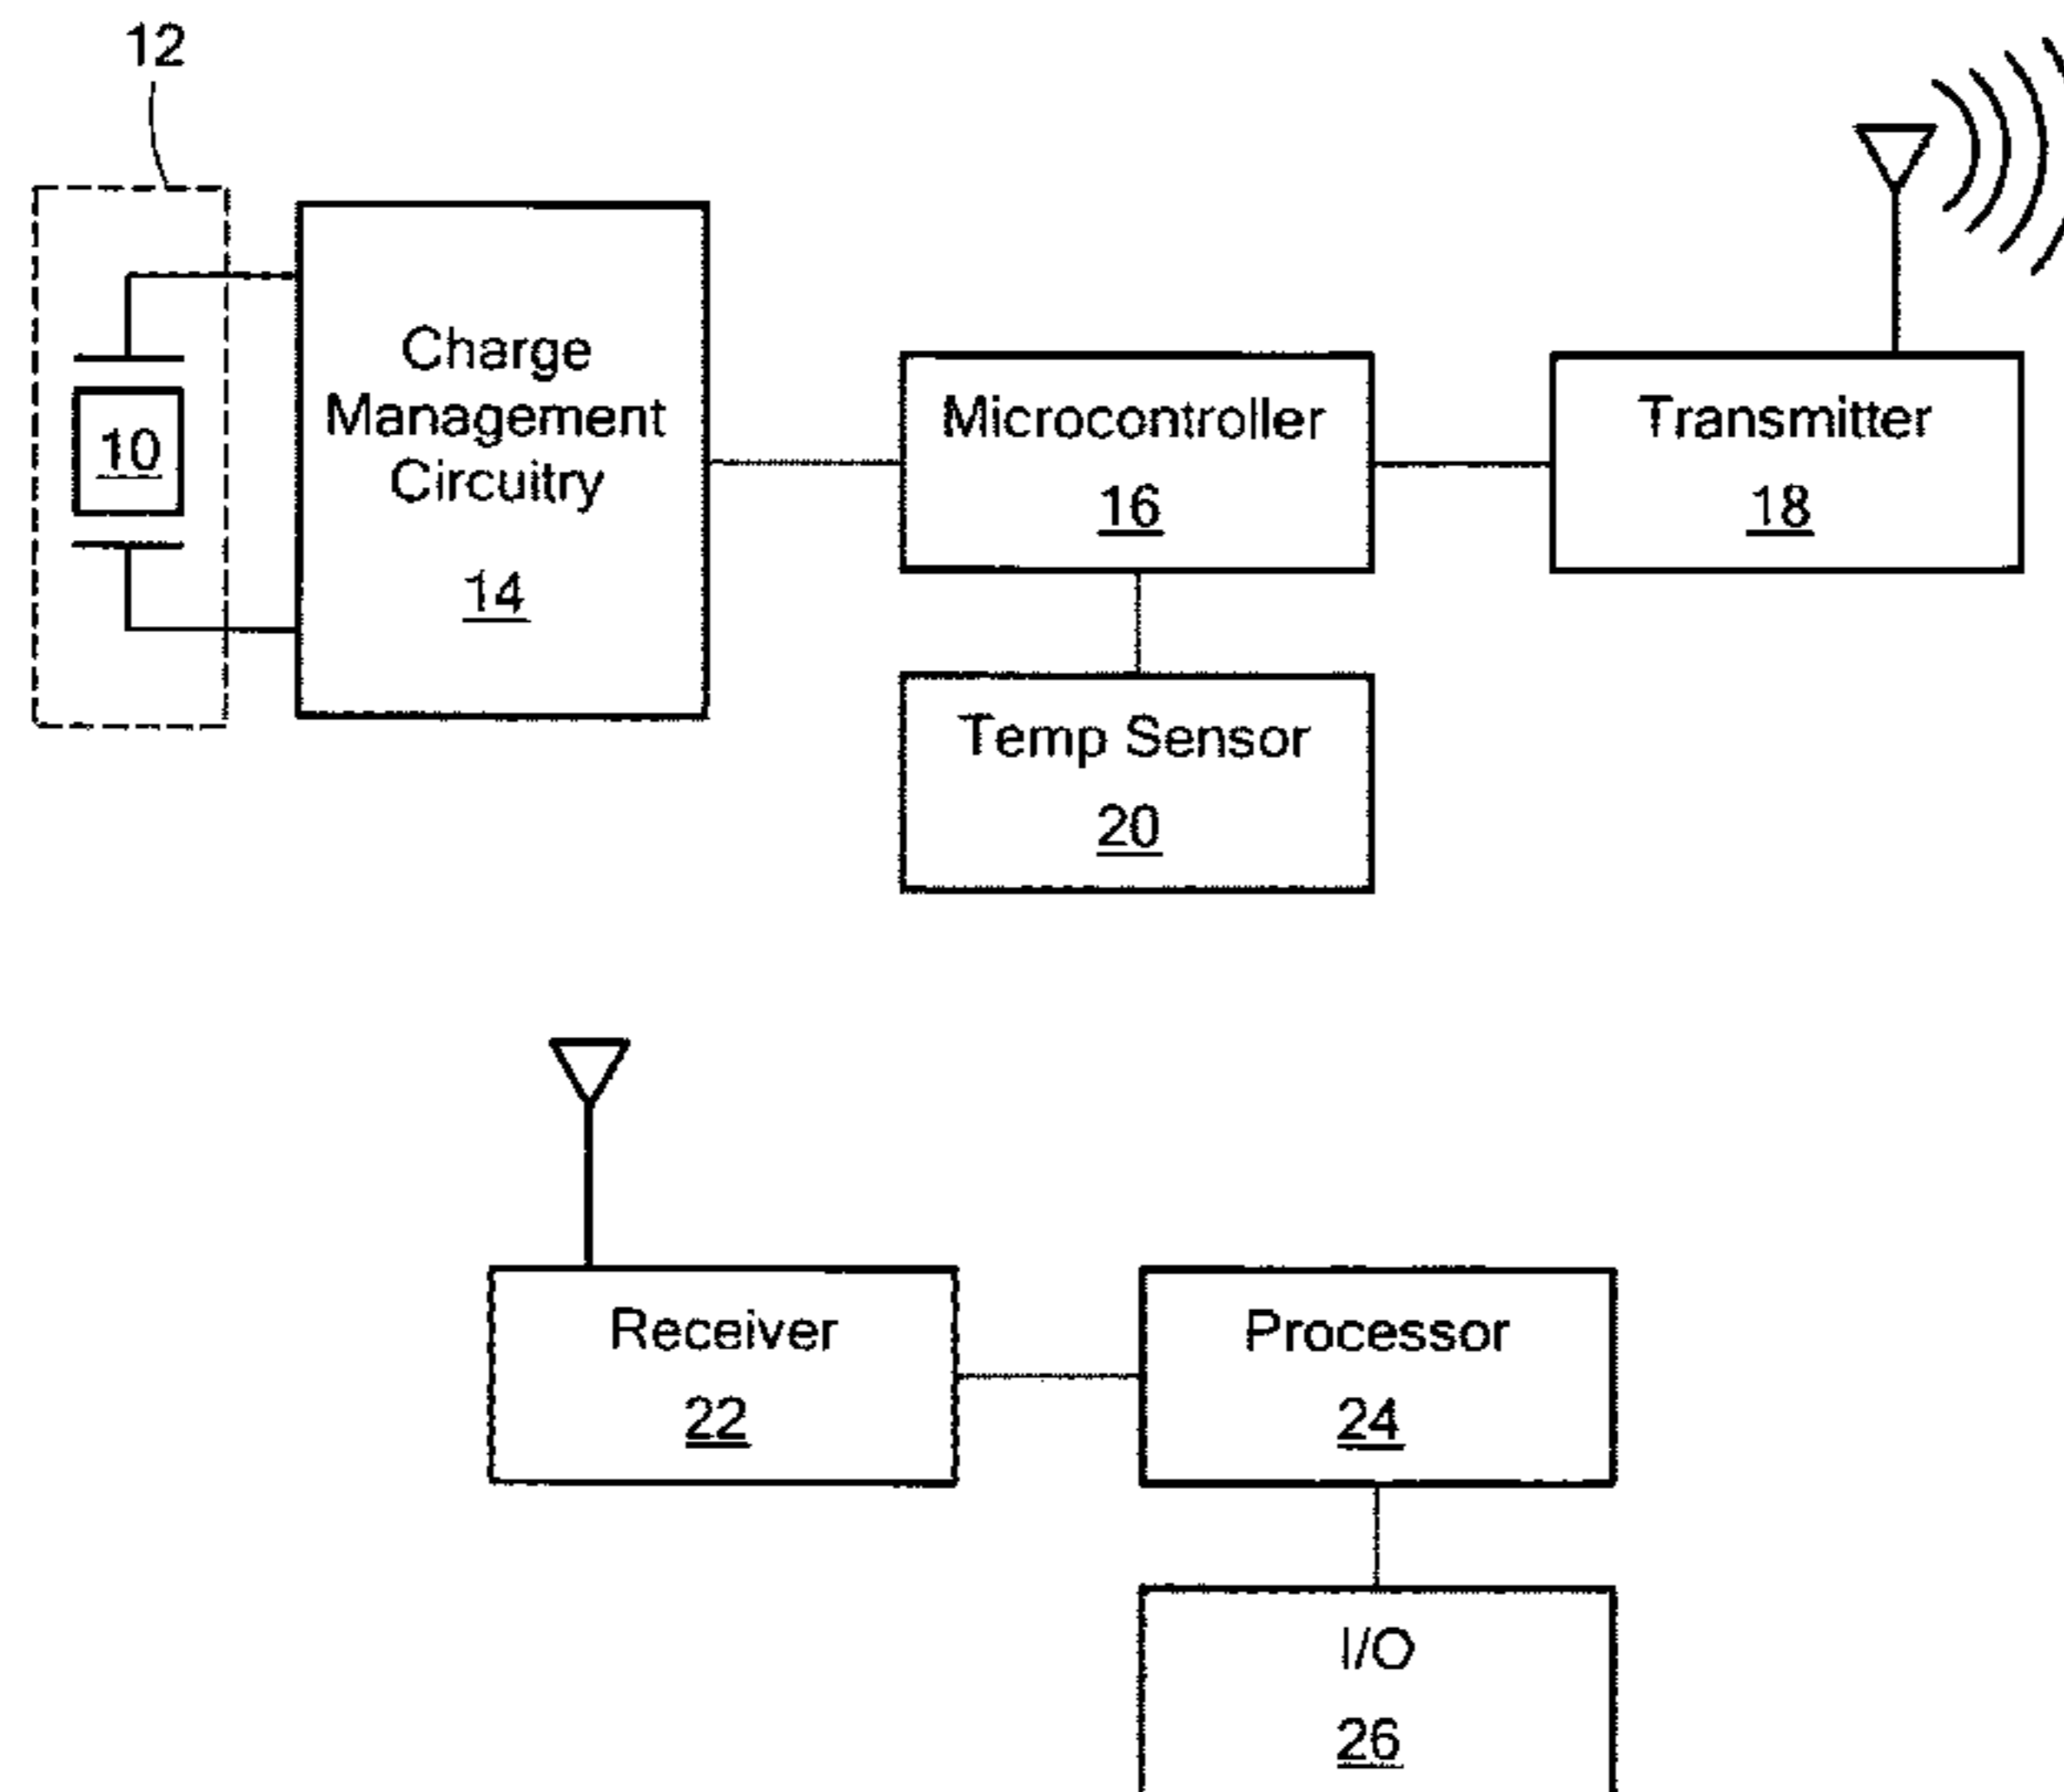 12
10
Charge
Management
Circuitry
14
Microcontroller
16
Transmitter
18
Temp Sensor
20
Receiver
22
Processor
24
I/O
26